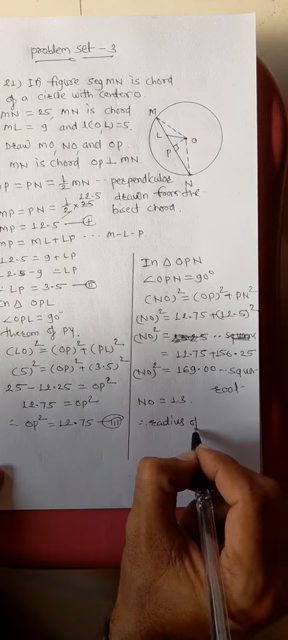 problem set - 3
21) In figure seg MN is chord
of a circle with center O.
MN = 25, MN is chord
ML = 9 and l(OL)=5.
Draw MO, NO, and OP.
MN is chord OP ⊥ MN.
P = PN = 1/2 MN -- perpendicular
drawn from the
bisect chord.
MP = PN = 1/2 × 25 12.5
MP = 12.5 - (I)
MP = ML + LP ... M-L-P
12.5 = 9 + LP
2.5 - 9 = LP
∴ LP = 3.5 - (II)
In Δ OPL
∠OPL = 90°
theorem of PY.
(LO)² = (OP)² + (PL)²
(5)² = (OP)² + (3.5)²
25 - 12.25 = OP²
12.75 = OP²
∴ OP² = 12.75 - (III)
M
L
P
O
N
In Δ OPN
∠OPN = 90°
(NO)² = (OP)² + PN²
(NO)² = 12.75 + (12.5)²
(NO)² =
= 12.75 + 156.25
(NO)² = 169.00 -- squa-
root-
NO = 13.
∴ radius of